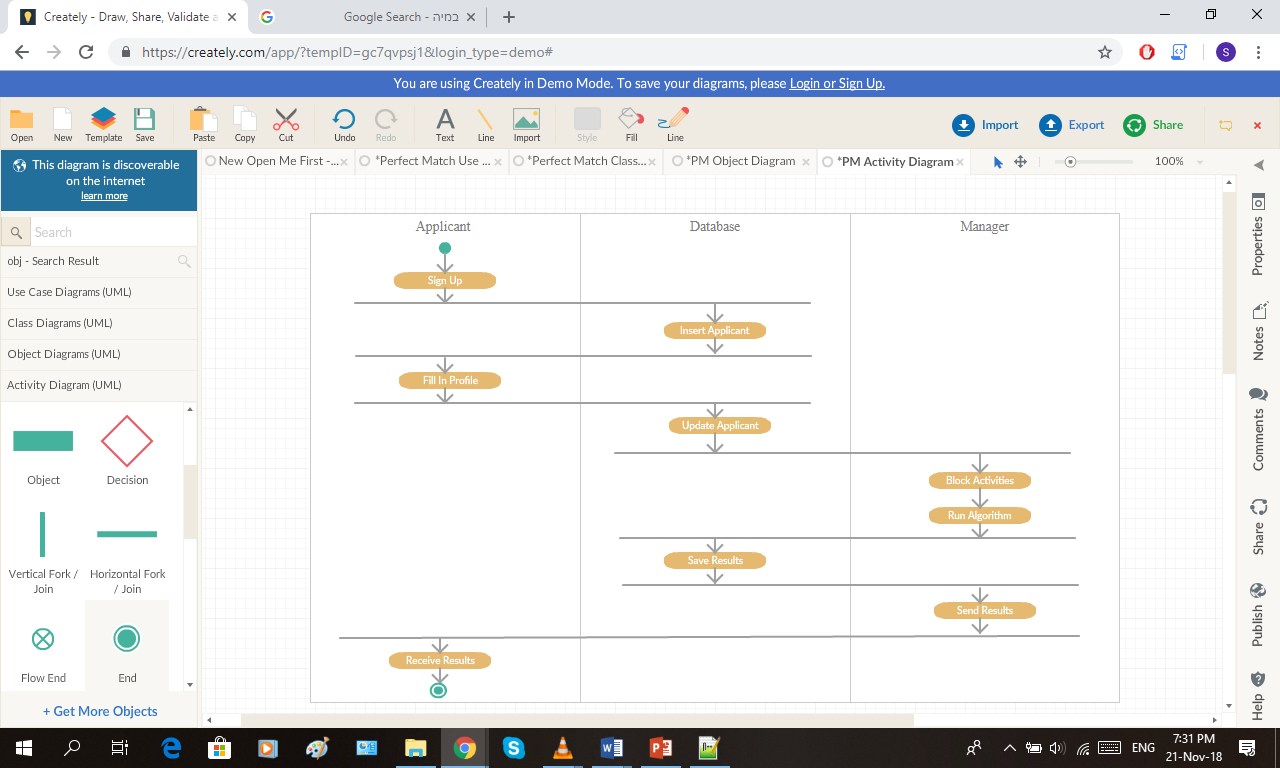 Creately - Draw, Share, Validate a
Google Search - במיה
https://creately.com/app/?tempID=gc7qvpsj1&login_type=demo#
S
You are using Creately in Demo Mode. To save your diagrams, please Login or Sign Up.
Open
New
Template
Save
Paste
Copy
Cut
Undo
Redo
Text
Line
Import
Style
Fill
Line
Import
Export
Share
This diagram is discoverable
on the internet
learn more
New Open Me First -...
*Perfect Match Use ...
*Perfect Match Class...
*PM Object Diagram
*PM Activity Diagram
100%
Search
obj - Search Result
Use Case Diagrams (UML)
Class Diagrams (UML)
Object Diagrams (UML)
Activity Diagram (UML)
Object
Decision
Vertical Fork /
Join
Horizontal Fork
/ Join
Flow End
End
+ Get More Objects
Applicant
Database
Manager
Sign Up
Insert Applicant
Fill In Profile
Update Applicant
Block Activities
Run Algorithm
Save Results
Send Results
Receive Results
Properties
Notes
Comments
Share
Publish
Help
ENG
7:31 PM
21-Nov-18